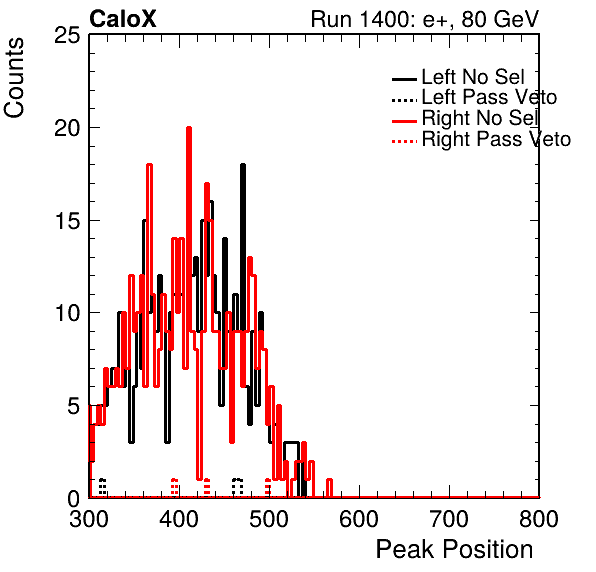 CaloX Run 1400: e+, 80 GeV
Counts
25
20
15
10
5
0
Left No Sel
Left Pass Veto
Right No Sel
Right Pass Veto
300 400 500 600 700 800
Peak Position